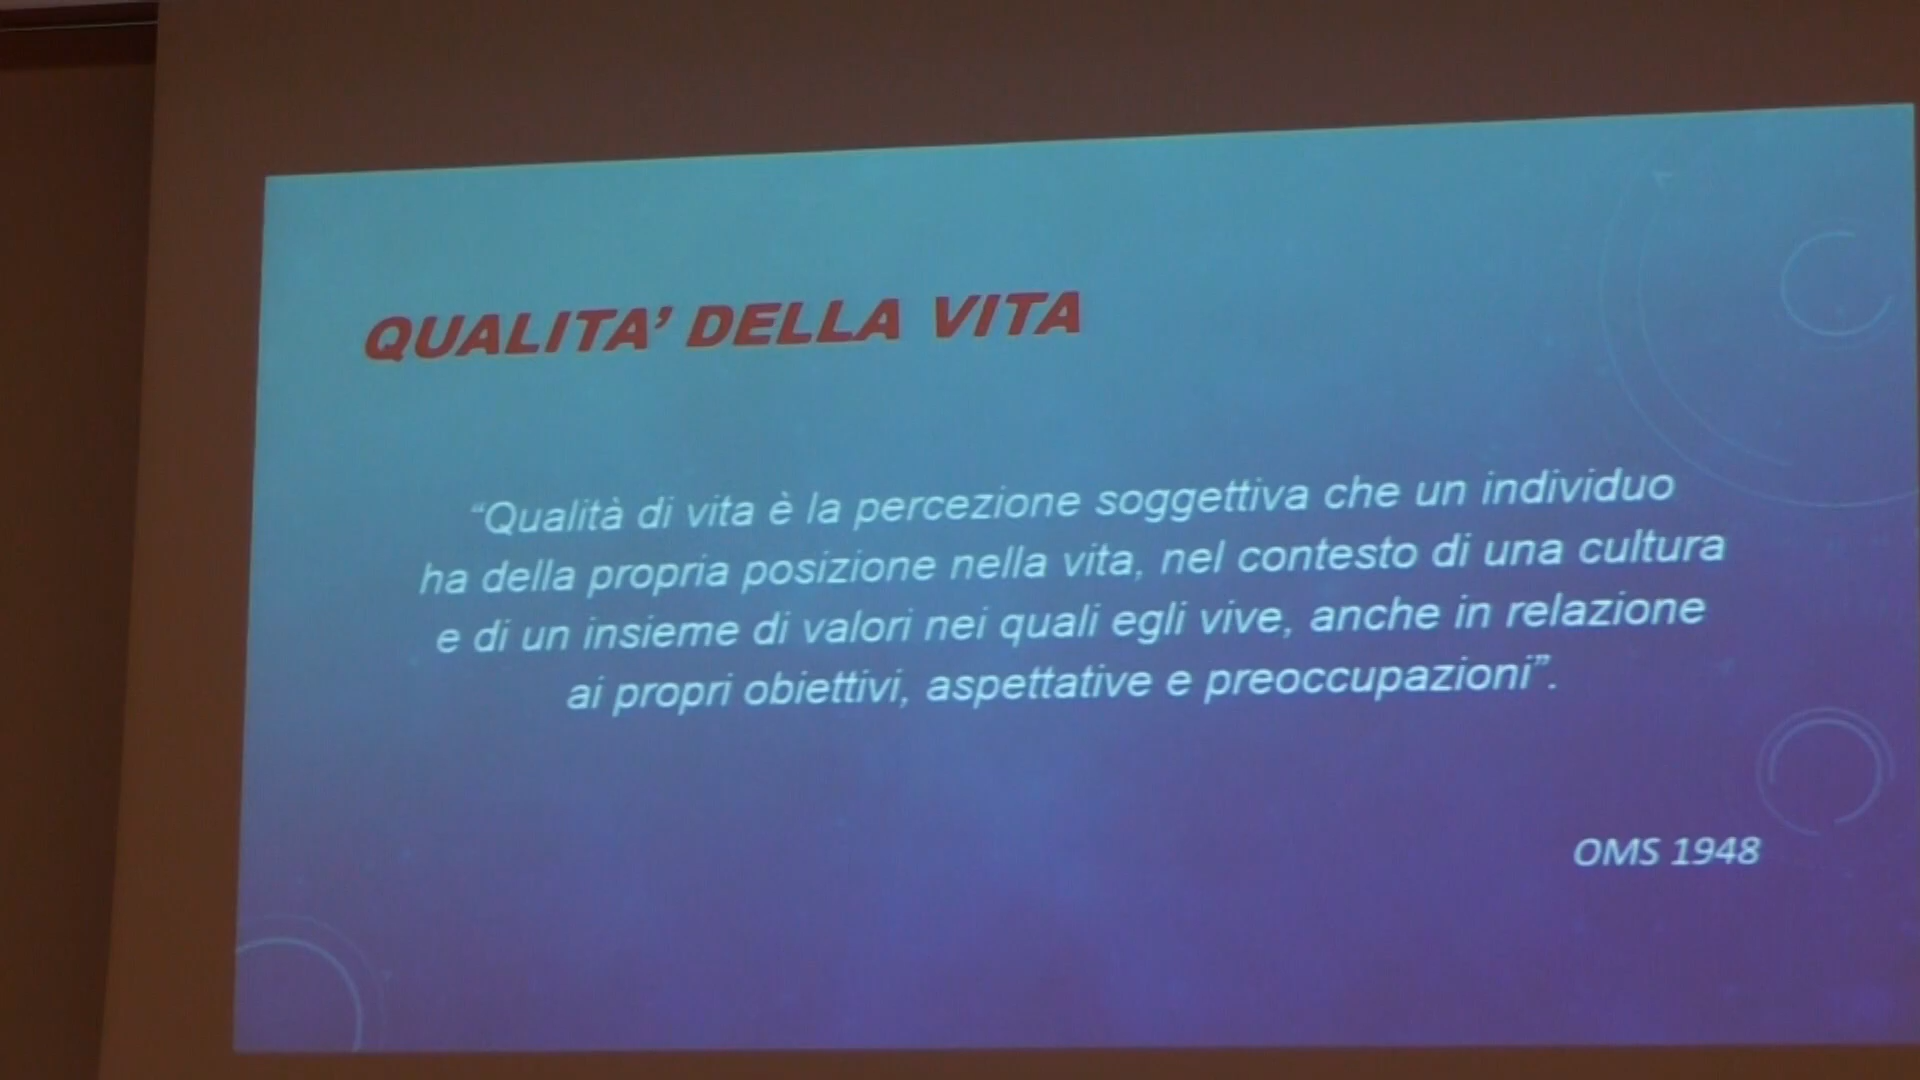 QUALITA’ DELLA VITA
“Qualità di vita è la percezione soggettiva che un individuo
ha della propria posizione nella vita, nel contesto di una cultura
e di un insieme di valori nei quali egli vive, anche in relazione
ai propri obiettivi, aspettative e preoccupazioni”.
OMS 1948